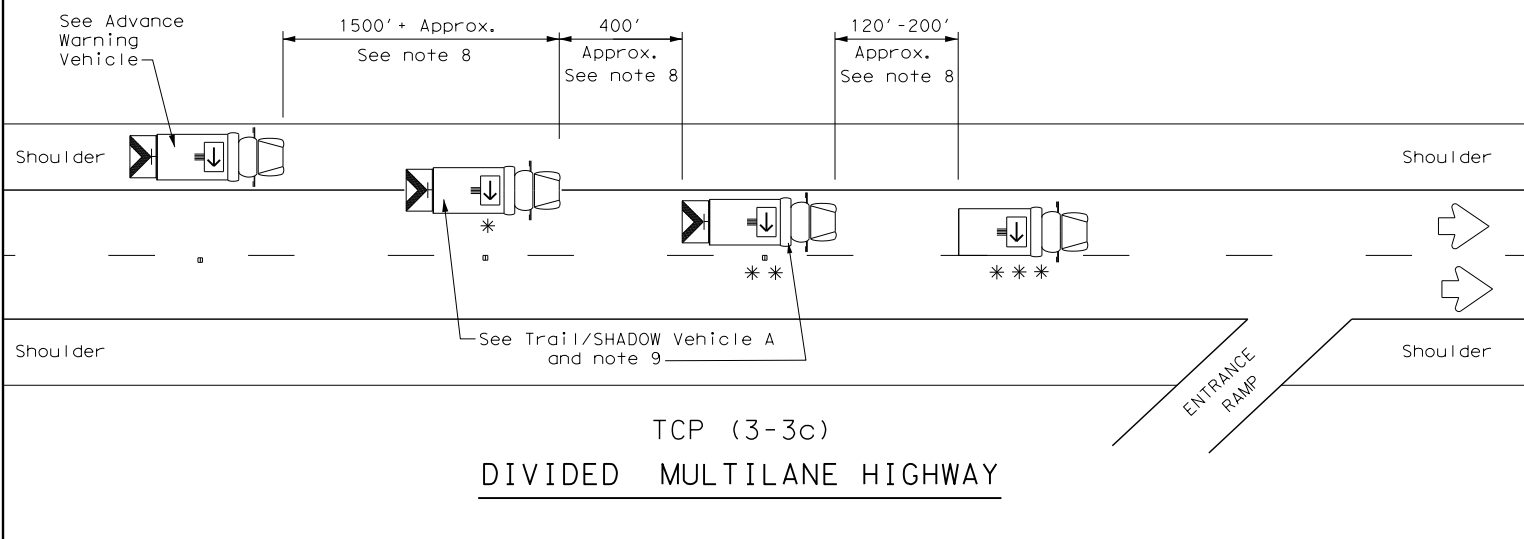 See Advance
Warning
Vehicle
1500'+ Approx.
See note 8
400'
Approx.
See note 8
120'-200'
Approx.
See note 8
Shoulder
Shoulder
*
* *
* * *
See Trail/SHADOW Vehicle A
and note 9
Shoulder
Shoulder
ENTRANCE
RAMP
TCP (3-3c)
DIVIDED MULTILANE HIGHWAY